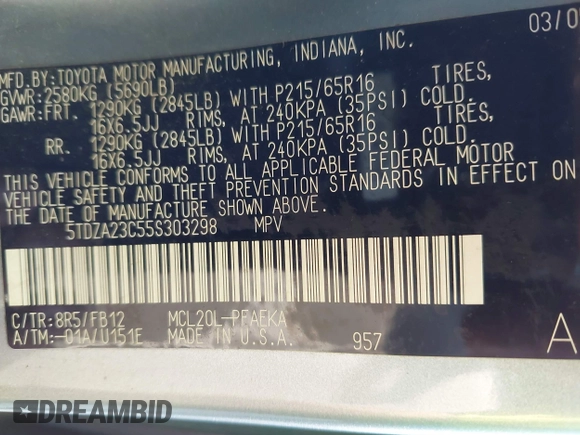 03/0
MFD.BY:TOYOTA MOTOR MANUFACTURING, INDIANA, INC.
GVWR: 2580KG (5690LB)
GAWR:FRT. 1290KG (2845LB) WITH P215/65R16 TIRES,
16X6.5JJ RIMS, AT 240KPA (35PSI) COLD.
RR. 1290KG (2845LB) WITH P215/65R16 TIRES,
16X6.5JJ RIMS, AT 240KPA (35PSI) COLD.
THIS VEHICLE CONFORMS TO ALL APPLICABLE FEDERAL MOTOR
VEHICLE SAFETY AND THEFT PREVENTION STANDARDS IN EFFECT ON
THE DATE OF MANUFACTURE SHOWN ABOVE.
5TDZA23C55S303298 MPV
C/TR: 8R5/FB12 MCL20L-PFAEKA
A/TM:-01A/U151E MADE IN U.S.A. 957 A
DREAMBID